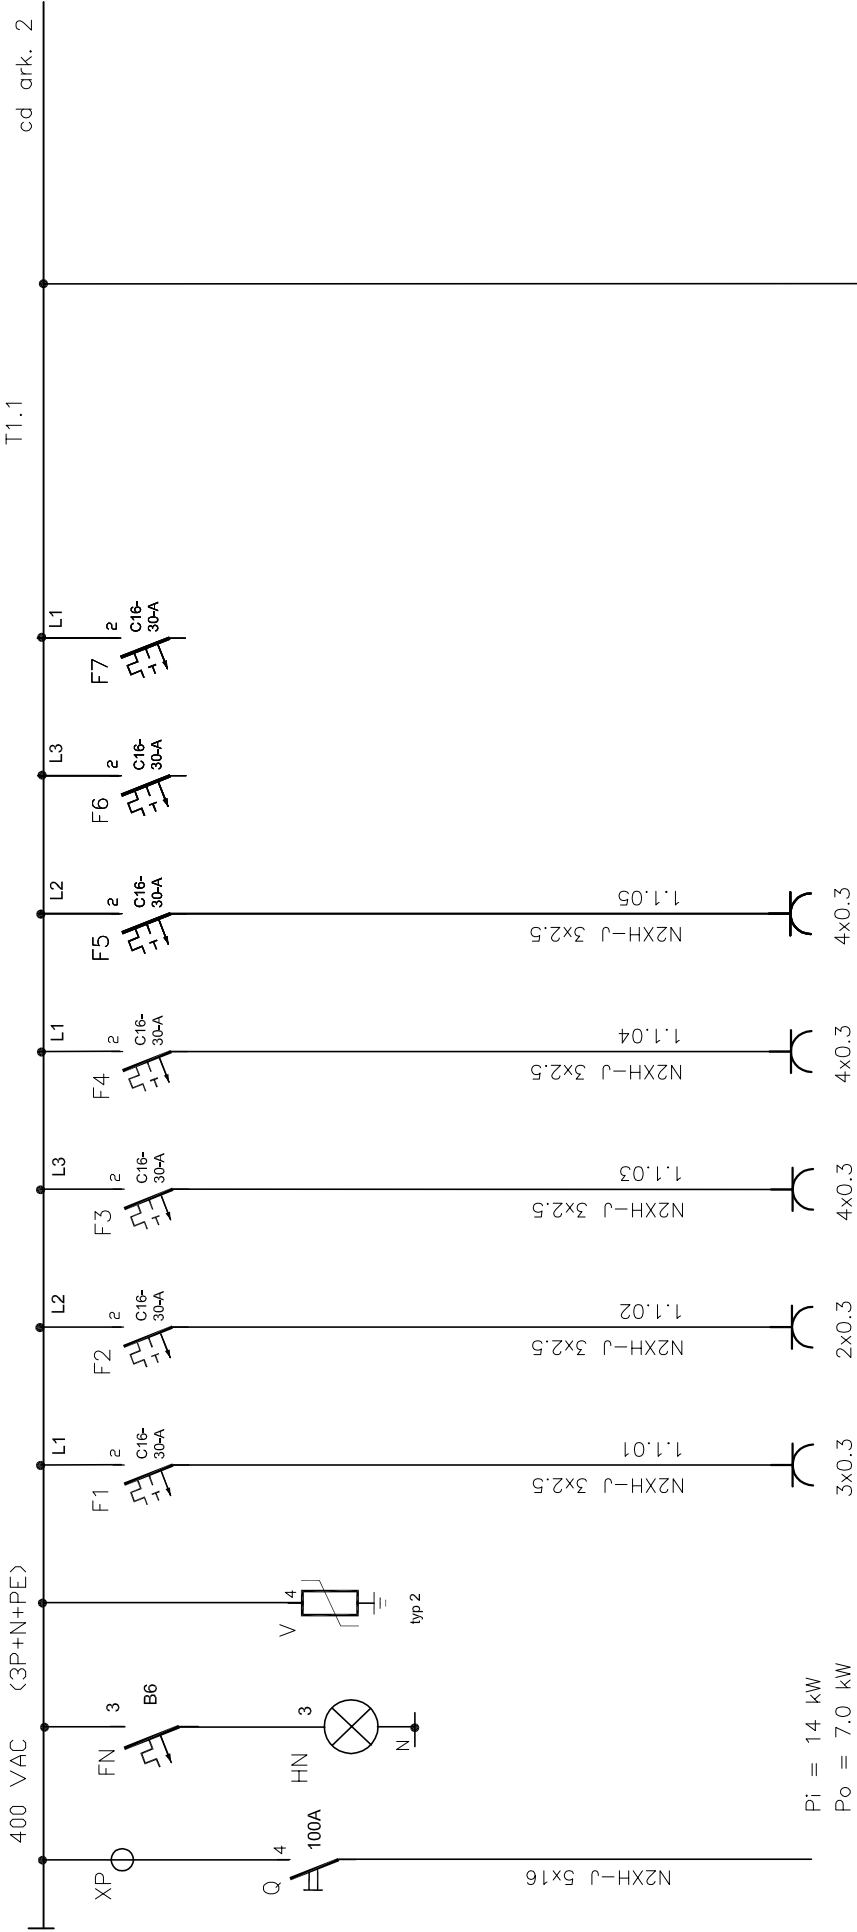 400 VAC (3P+N+PE)
T1.1
cd ark. 2
XP
Q
4
100A
N2XH-J 5x16
FN
3
B6
HN
3
N
V
4
typ 2
L1
F1
2
C16-
30-A
1.1.01
N2XH-J 3x2.5
3x0.3
L2
F2
2
C16-
30-A
1.1.02
N2XH-J 3x2.5
2x0.3
L3
F3
2
C16-
30-A
1.1.03
N2XH-J 3x2.5
4x0.3
L1
F4
2
C16-
30-A
1.1.04
N2XH-J 3x2.5
4x0.3
L2
F5
2
C16-
30-A
1.1.05
N2XH-J 3x2.5
4x0.3
L3
F6
2
C16-
30-A
L1
F7
2
C16-
30-A
Pi = 14 kW
Po = 7.0 kW